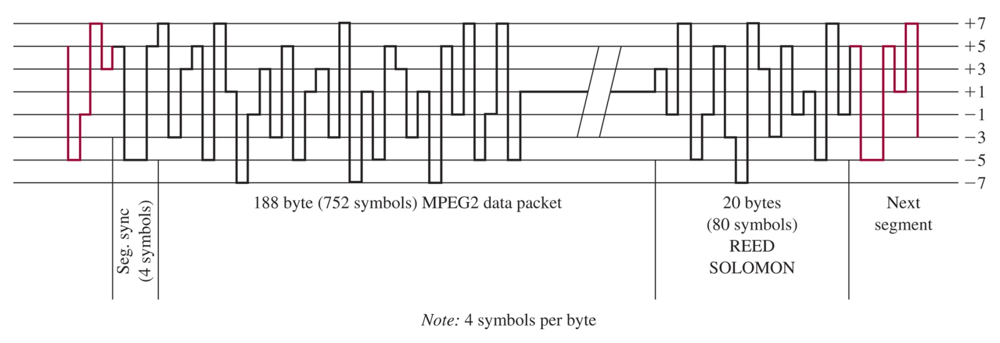 +7
+5
+3
+1
−1
−3
−5
−7
Seg. sync
(4 symbols)
188 byte (752 symbols) MPEG2 data packet
20 bytes
(80 symbols)
REED
SOLOMON
Next
segment
Note: 4 symbols per byte